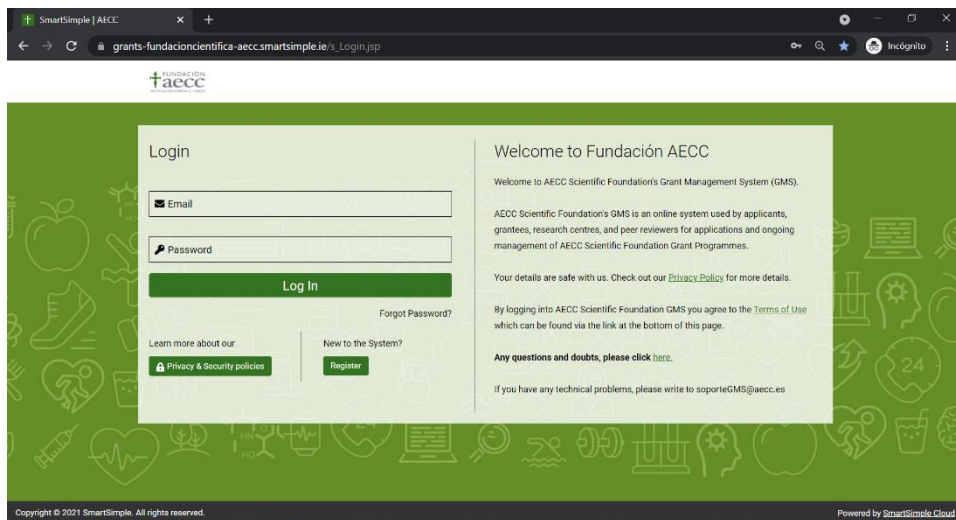 SmartSimple | AECC
grants-fundacioncientifica-aecc.smartsimple.ie/s_Login.jsp
Incógnito
FUNDACIÓN
aecc
Login
Email
Password
Log In
Forgot Password?
Learn more about our
Privacy & Security policies
New to the System?
Register
Welcome to Fundación AECC
Welcome to AECC Scientific Foundation's Grant Management System (GMS).
AECC Scientific Foundation's GMS is an online system used by applicants,
grantees, research centres, and peer reviewers for applications and ongoing
management of AECC Scientific Foundation Grant Programmes.
Your details are safe with us. Check out our Privacy Policy for more details.
By logging into AECC Scientific Foundation GMS you agree to the Terms of Use
which can be found via the link at the bottom of this page.
Any questions and doubts, please click here.
If you have any technical problems, please write to soporteGMS@aecc.es
24
Copyright © 2021 SmartSimple. All rights reserved.
Powered by SmartSimple Cloud